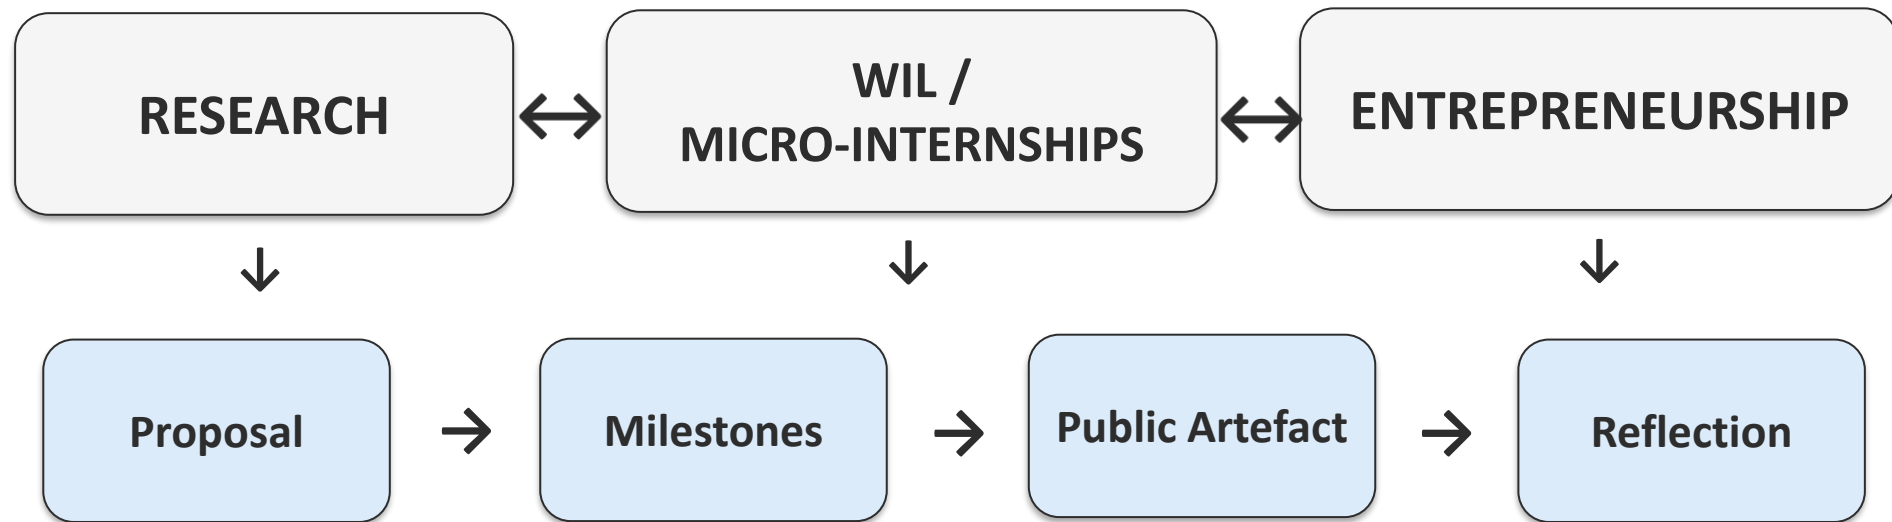 RESEARCH
WIL /
MICRO-INTERNSHIPS
ENTREPRENEURSHIP
Proposal
Milestones
Public Artefact
Reflection